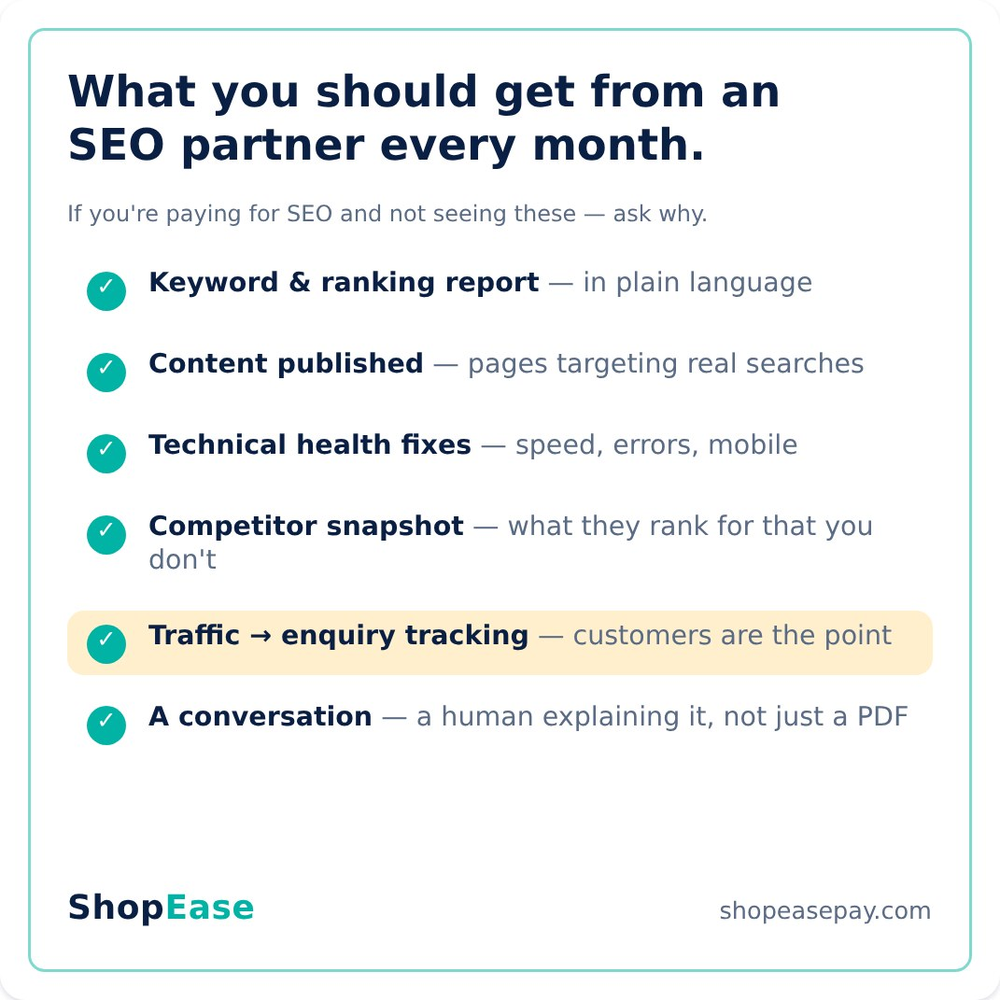 What you should get from an
SEO partner every month.
If you're paying for SEO and not seeing these — ask why.
✓ Keyword & ranking report — in plain language
✓ Content published — pages targeting real searches
✓ Technical health fixes — speed, errors, mobile
✓ Competitor snapshot — what they rank for that you
don't
✓ Traffic → enquiry tracking — customers are the point
✓ A conversation — a human explaining it, not just a PDF
ShopEase
shopeasepay.com